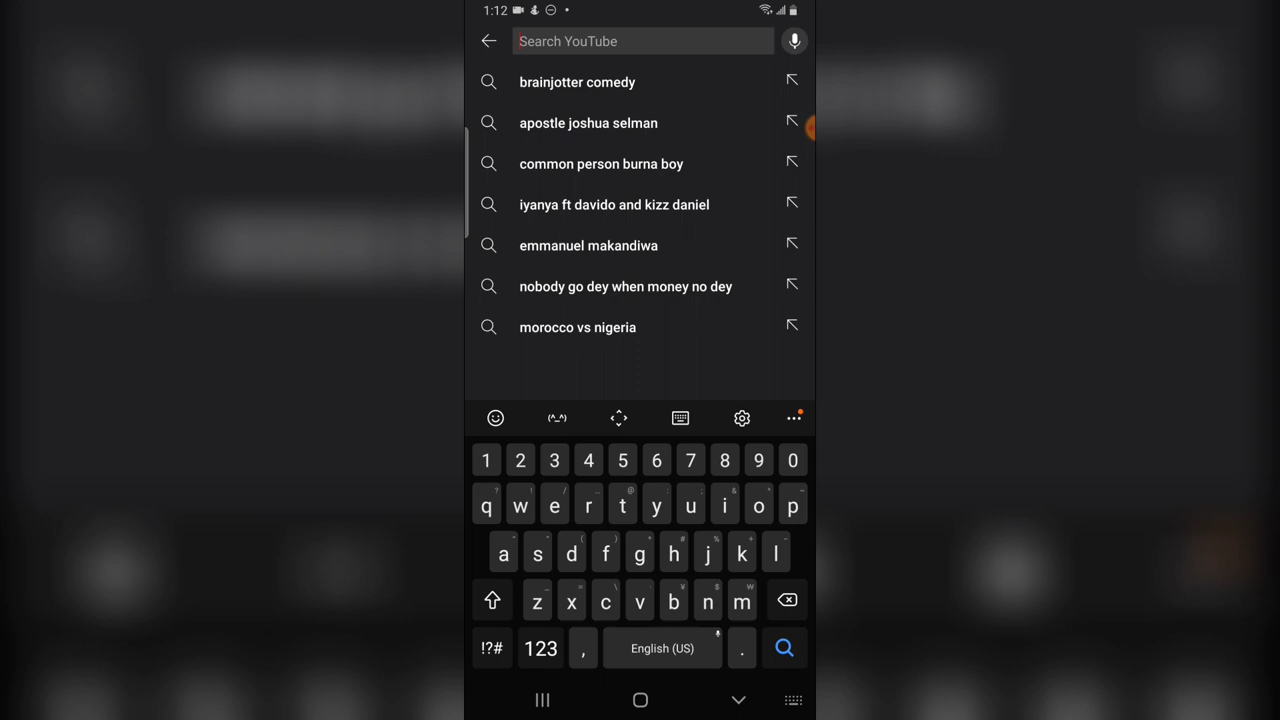 1:12
Search YouTube
brainjotter comedy
apostle joshua selman
common person burna boy
iyanya ft davido and kizz daniel
emmanuel makandiwa
nobody go dey when money no dey
morocco vs nigeria
(^_^)
1 2 3 4 5 6 7 8 9 0
q w e r t y u i o p
a s d f g h j k l
z x c v b n m
!?# 123 , English (US) .